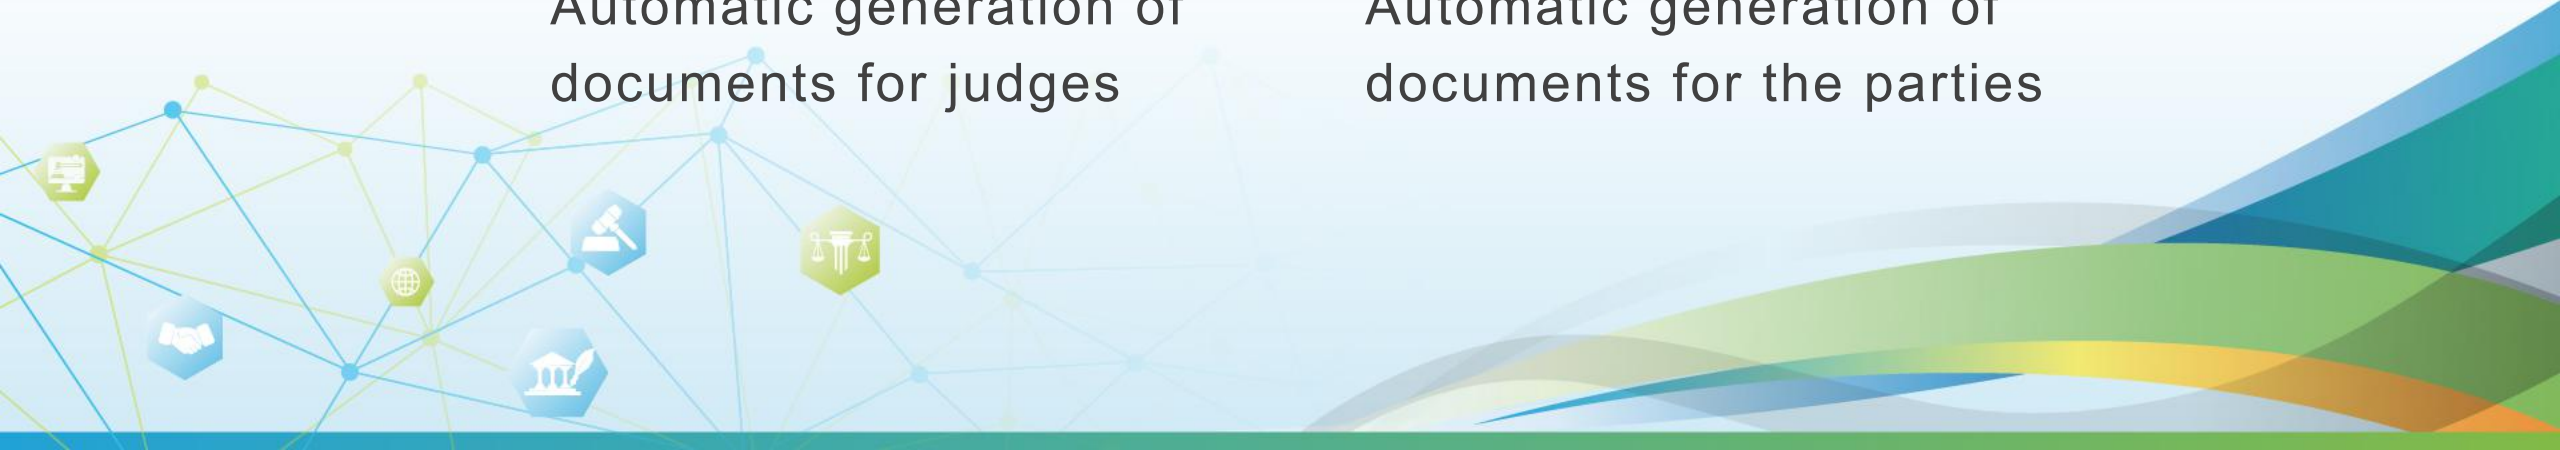 Automatic generation of
documents for judges
Automatic generation of
documents for the parties